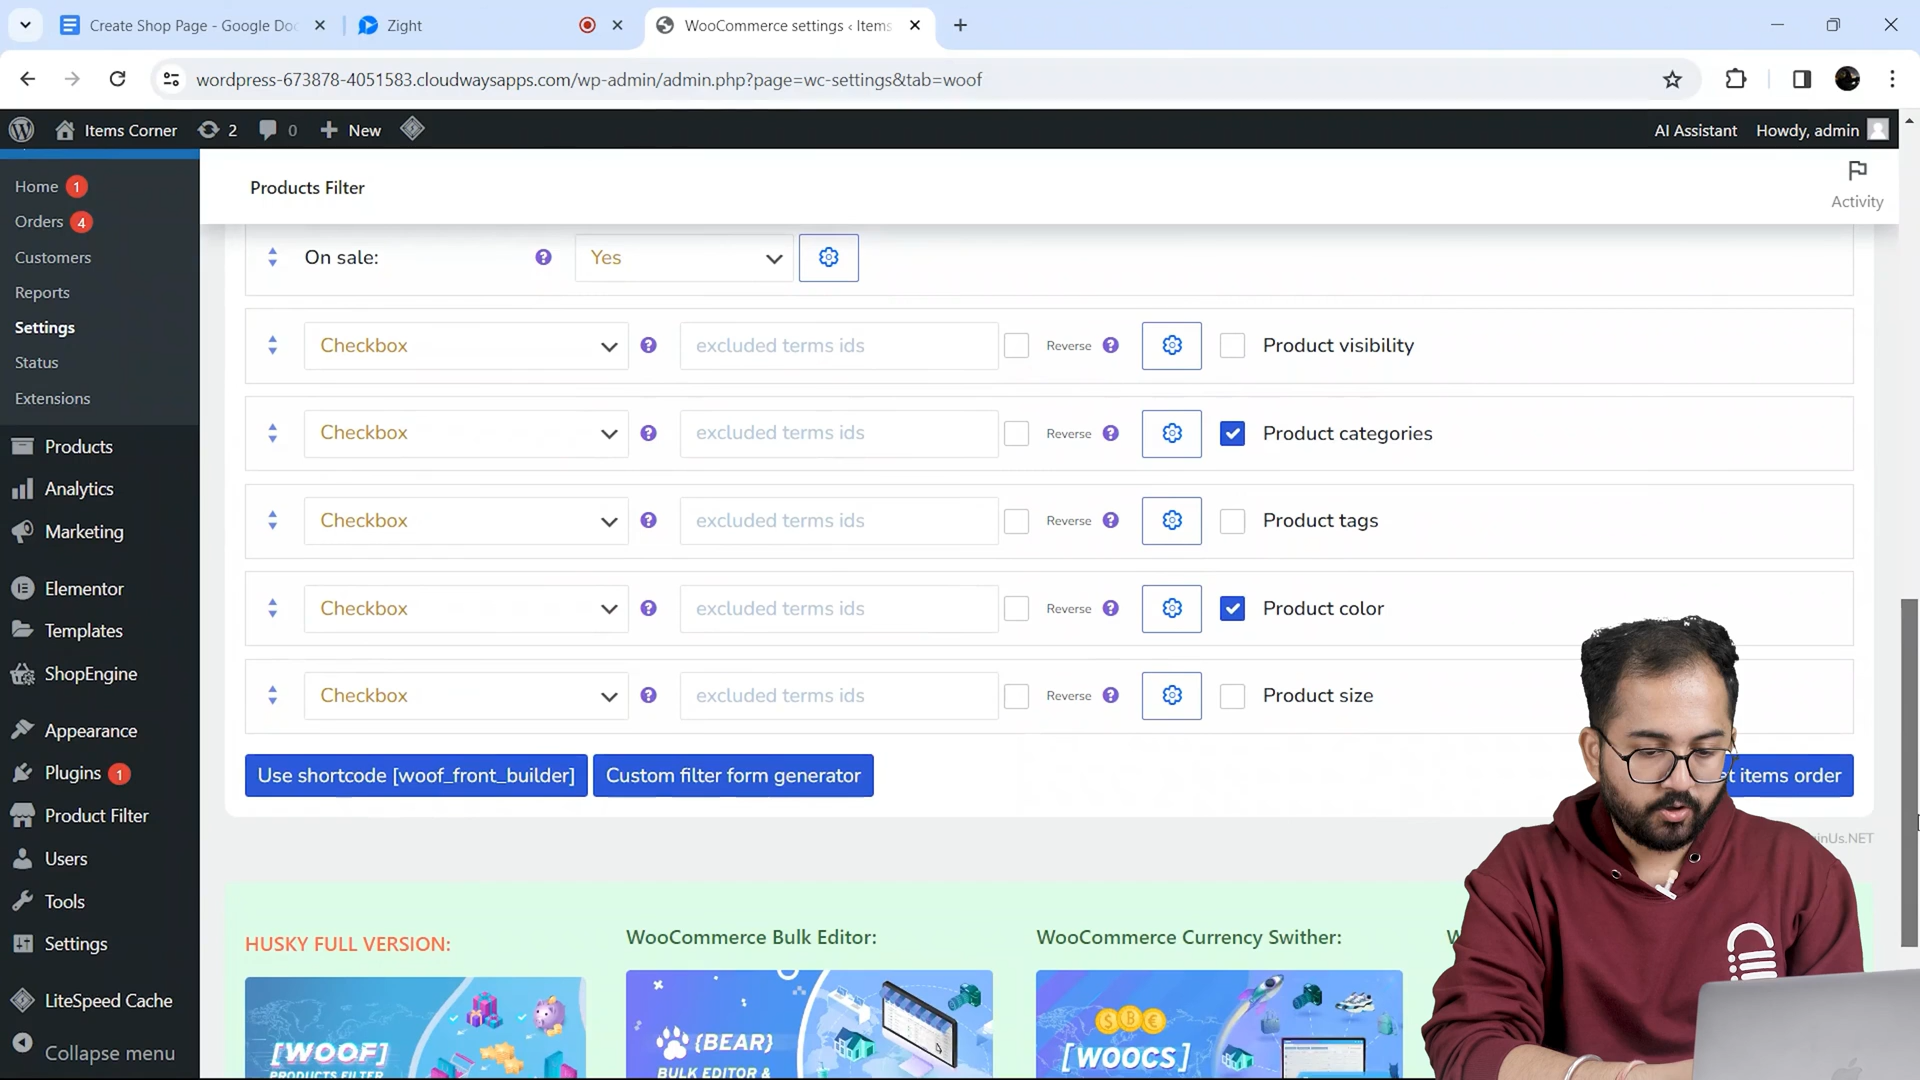 Create Shop Page - Google Doc
Zight
WooCommerce settings ‹ Items
wordpress-673878-4051583.cloudwaysapps.com/wp-admin/admin.php?page=wc-settings&tab=woof
Items Corner
2
0
New
AI Assistant
Howdy, admin
Home 1
Orders 4
Customers
Reports
Settings
Status
Extensions
Products
Analytics
Marketing
Elementor
Templates
ShopEngine
Appearance
Plugins 1
Product Filter
Users
Tools
Settings
LiteSpeed Cache
Collapse menu
Products Filter
Activity
On sale: ? Yes
Checkbox ? excluded terms ids Reverse ? Product visibility
Checkbox ? excluded terms ids Reverse ? Product categories
Checkbox ? excluded terms ids Reverse ? Product tags
Checkbox ? excluded terms ids Reverse ? Product color
Checkbox ? excluded terms ids Reverse ? Product size
Use shortcode [woof_front_builder]
Custom filter form generator
items order
HUSKY FULL VERSION:
WooCommerce Bulk Editor:
WooCommerce Currency Swither:
[WOOF]
PRODUCTS FILTER
{BEAR}
BULK EDITOR &
[WOOCS]